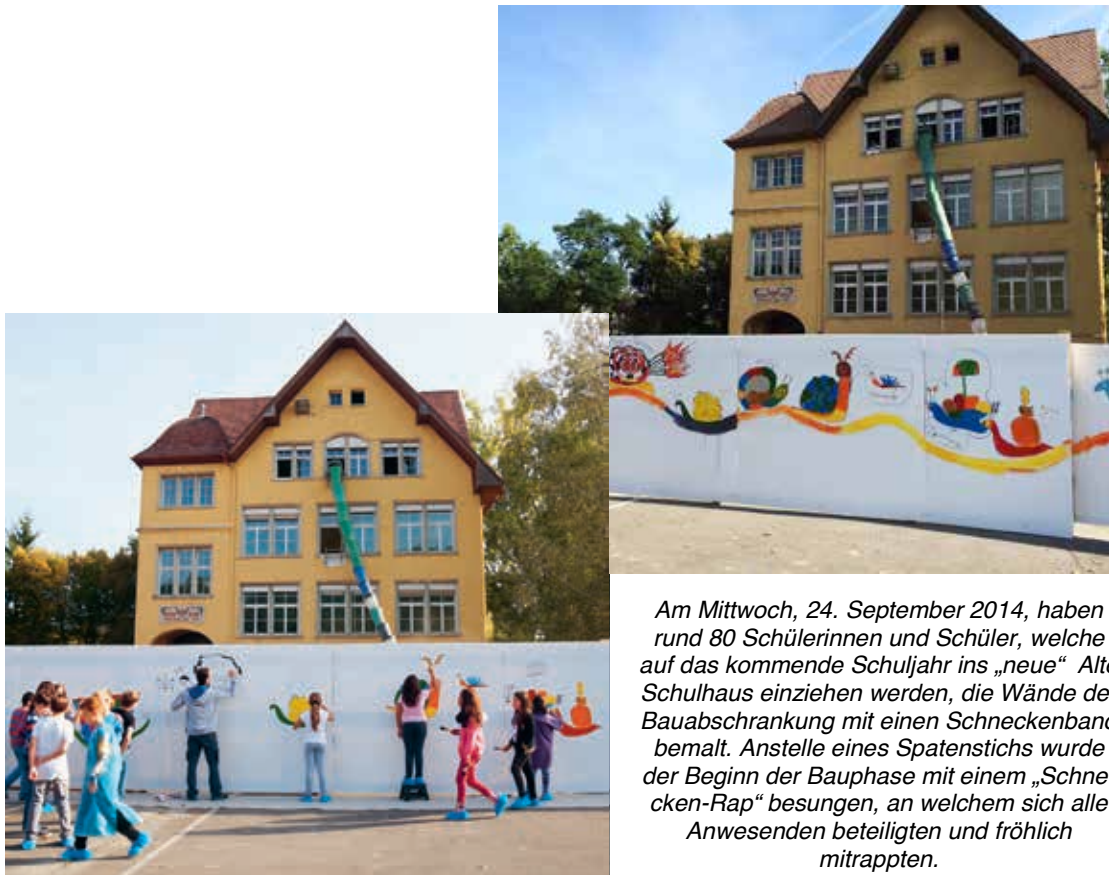 Am Mittwoch, 24. September 2014, haben
rund 80 Schülerinnen und Schüler, welche
auf das kommende Schuljahr ins „neue“ Alte
Schulhaus einziehen werden, die Wände de
Bauabschrankung mit einen Schneckenband
bemalt. Anstelle eines Spatenstichs wurde
der Beginn der Bauphase mit einem „Schne-
cken-Rap“ besungen, an welchem sich alle
Anwesenden beteiligten und fröhlich
mitrappten.